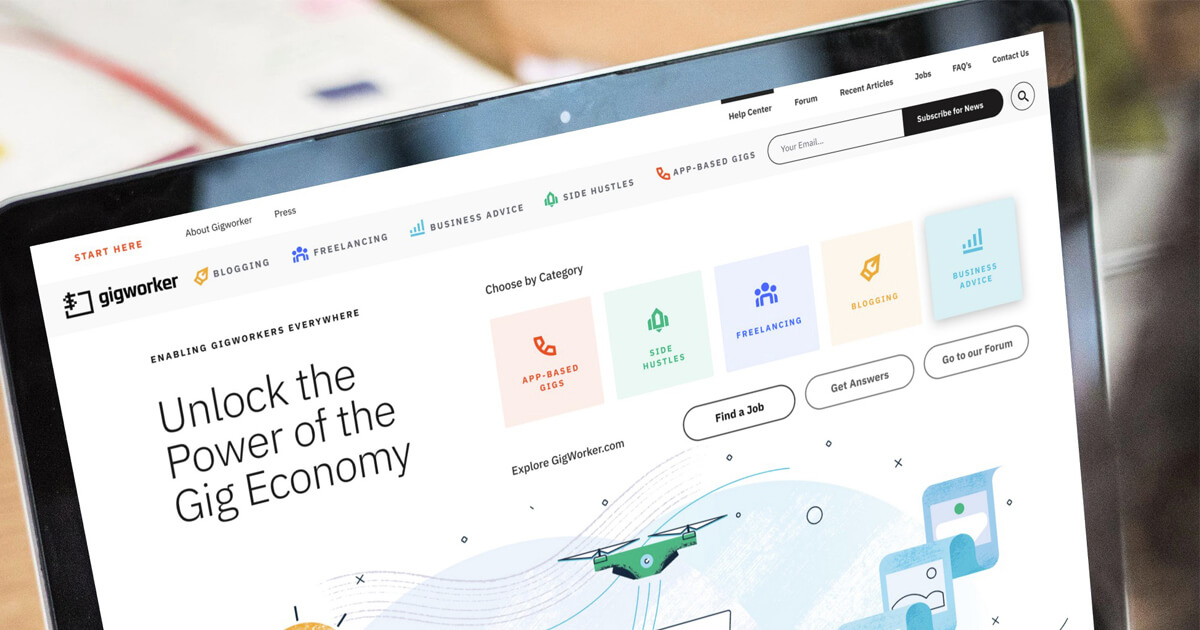 Help Center
Forum
Recent Articles
Jobs
FAQ's
Contact Us
START HERE
About Gigworker
Press
Your Email...
Subscribe for News
gigworker
BLOGGING
FREELANCING
BUSINESS ADVICE
SIDE HUSTLES
APP-BASED GIGS
ENABLING GIGWORKERS EVERYWHERE
Unlock the
Power of the
Gig Economy
Choose by Category
APP-BASED
GIGS
SIDE
HUSTLES
FREELANCING
BLOGGING
BUSINESS
ADVICE
Explore GigWorker.com
Find a Job
Get Answers
Go to our Forum